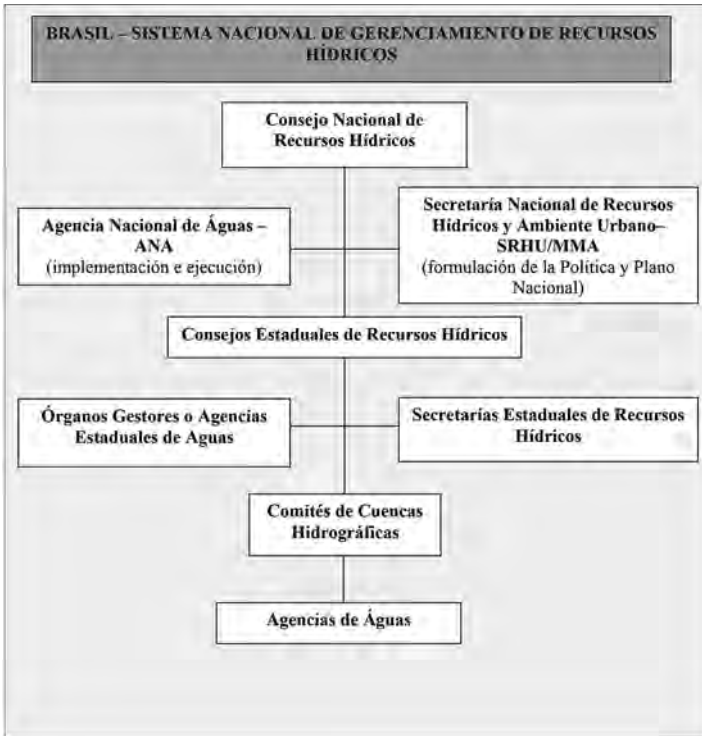 BRASIL – SISTEMA NACIONAL DE GERENCIAMIENTO DE RECURSOS
HÍDRICOS
Consejo Nacional de
Recursos Hídricos
Agencia Nacional de Águas –
ANA
(implementación e ejecución)
Secretaría Nacional de Recursos
Hídricos y Ambiente Urbano–
SRHU/MMA
(formulación de la Política y Plano
Nacional)
Consejos Estaduales de Recursos Hídricos
Órganos Gestores o Agencias
Estaduales de Aguas
Secretarías Estaduales de Recursos
Hídricos
Comités de Cuencas
Hidrográficas
Agencias de Águas